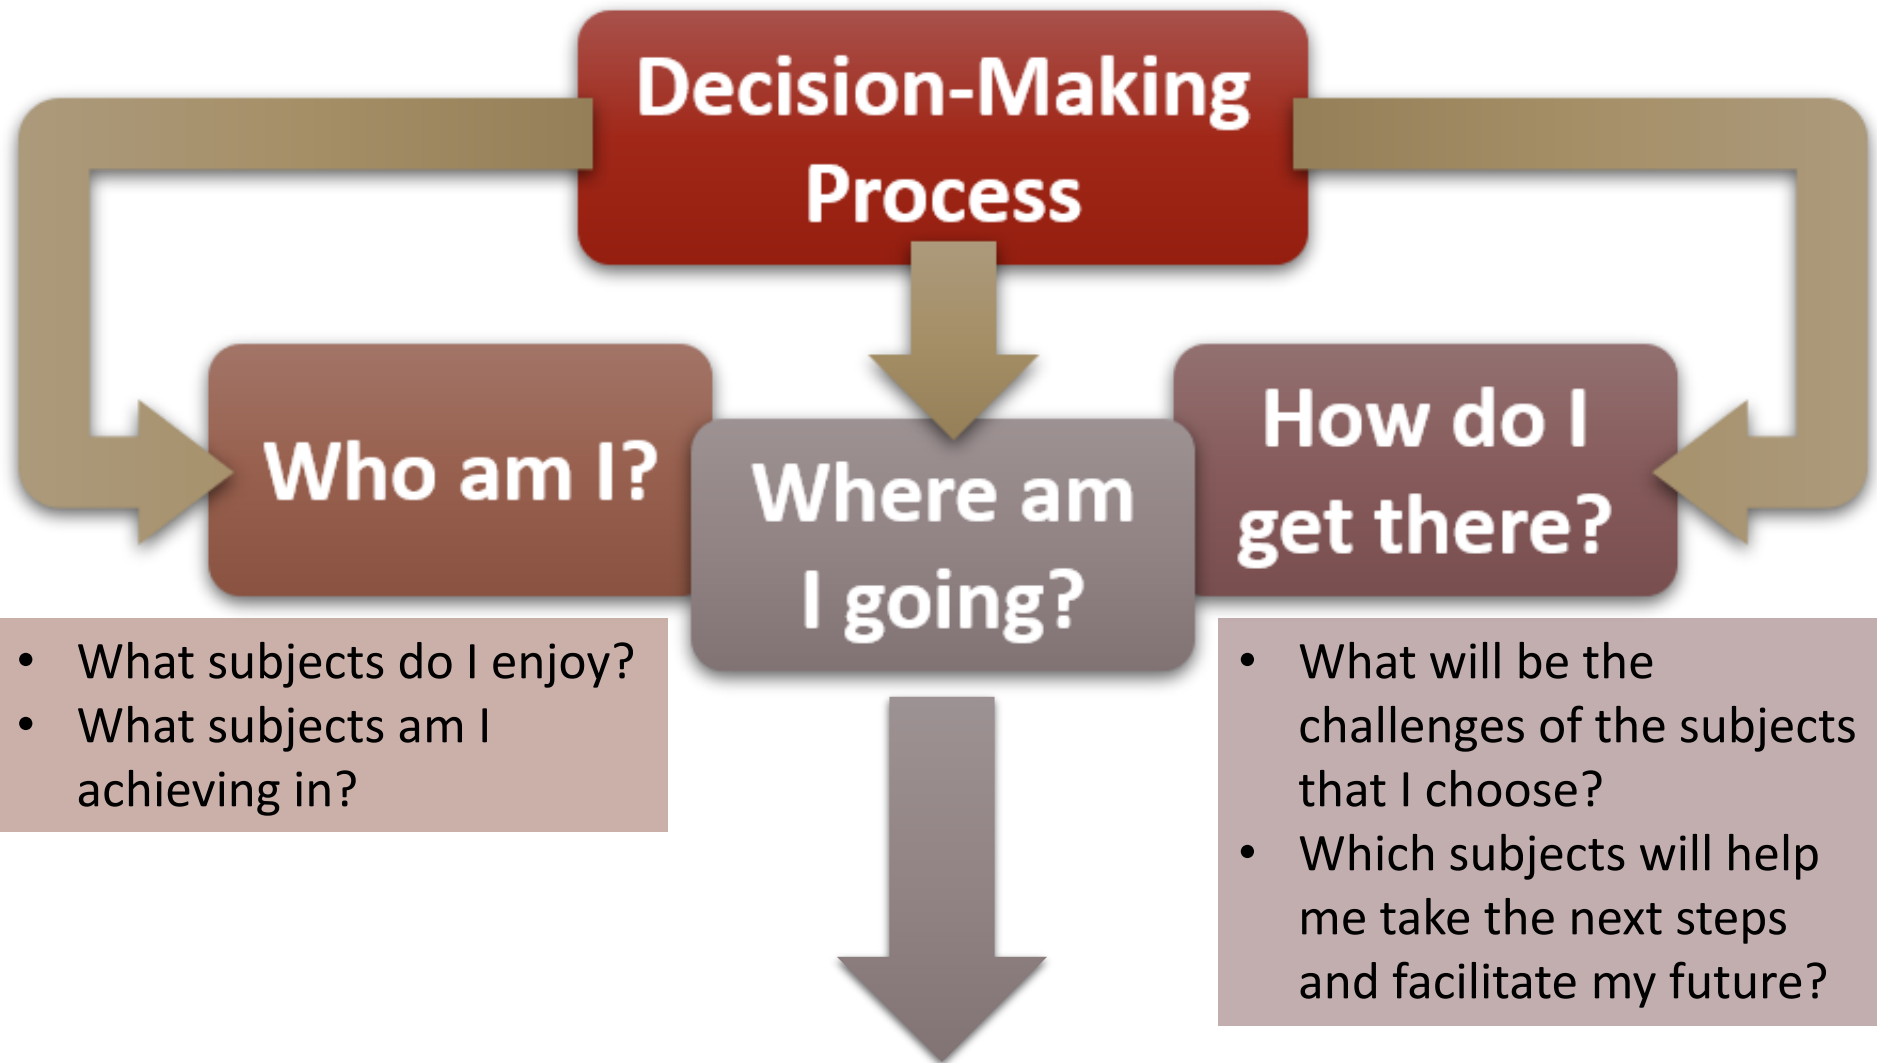 Decision-Making
Process
Who am I?
Where am
I going?
How do I
get there?
• What subjects do I enjoy?
• What subjects am I
achieving in?
• What will be the
challenges of the subjects
that I choose?
• Which subjects will help
me take the next steps
and facilitate my future?